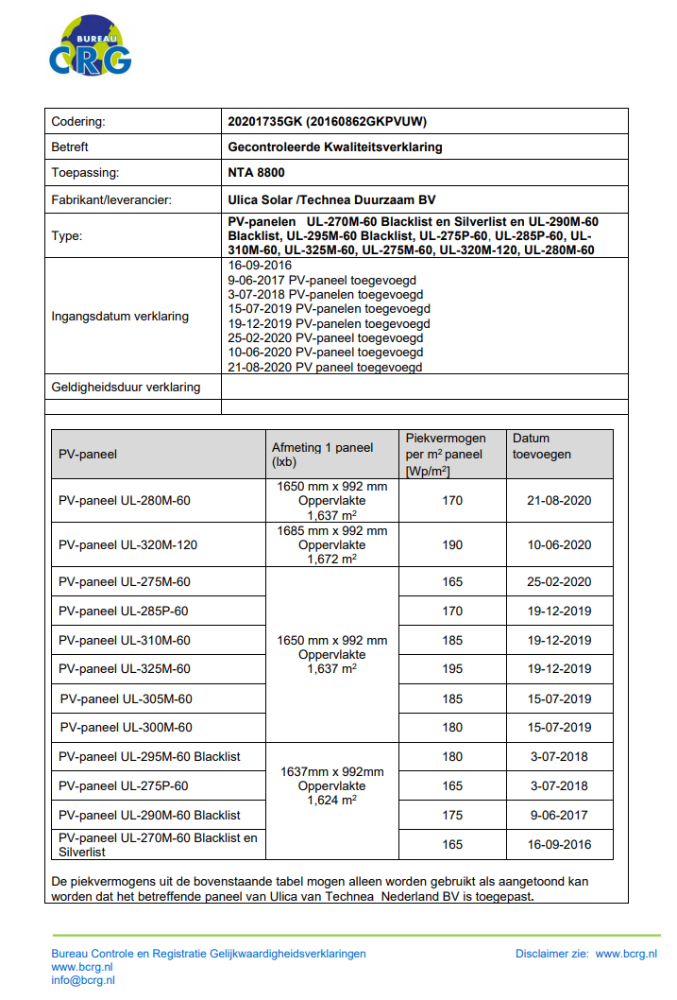 BUREAU
CRG
Codering: 20201735GK (20160862GKPVUW)
Betreft Gecontroleerde Kwaliteitsverklaring
Toepassing: NTA 8800
Fabrikant/leverancier: Ulica Solar /Technea Duurzaam BV
Type:
PV-panelen UL-270M-60 Blacklist en Silverlist en UL-290M-60
Blacklist, UL-295M-60 Blacklist, UL-275P-60, UL-285P-60, UL-
310M-60, UL-325M-60, UL-275M-60, UL-320M-120, UL-280M-60
Ingangsdatum verklaring
16-09-2016
9-06-2017 PV-paneel toegevoegd
3-07-2018 PV-panelen toegevoegd
15-07-2019 PV-panelen toegevoegd
19-12-2019 PV-panelen toegevoegd
25-02-2020 PV-paneel toegevoegd
10-06-2020 PV-paneel toegevoegd
21-08-2020 PV paneel toegevoegd
Geldigheidsduur verklaring
PV-paneel
Afmeting 1 paneel
(lxb)
Piekvermogen
per m² paneel
[Wp/m²]
Datum
toevoegen
PV-paneel UL-280M-60
1650 mm x 992 mm
Oppervlakte
1,637 m²
170
21-08-2020
PV-paneel UL-320M-120
1685 mm x 992 mm
Oppervlakte
1,672 m²
190
10-06-2020
PV-paneel UL-275M-60 165 25-02-2020
PV-paneel UL-285P-60 170 19-12-2019
PV-paneel UL-310M-60 185 19-12-2019
1650 mm x 992 mm
Oppervlakte
1,637 m²
PV-paneel UL-325M-60 195 19-12-2019
PV-paneel UL-305M-60 185 15-07-2019
PV-paneel UL-300M-60 180 15-07-2019
PV-paneel UL-295M-60 Blacklist 180 3-07-2018
1637mm x 992mm
Oppervlakte
1,624 m²
PV-paneel UL-275P-60 165 3-07-2018
PV-paneel UL-290M-60 Blacklist 175 9-06-2017
PV-paneel UL-270M-60 Blacklist en
Silverlist
165
16-09-2016
De piekvermogens uit de bovenstaande tabel mogen alleen worden gebruikt als aangetoond kan
worden dat het betreffende paneel van Ulica van Technea Nederland BV is toegepast.
Bureau Controle en Registratie Gelijkwaardigheidsverklaringen Disclaimer zie: www.bcrg.nl
www.bcrg.nl
info@bcrg.nl